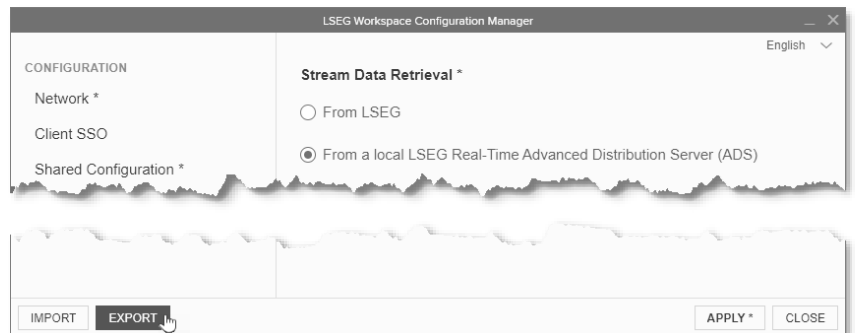 LSEG Workspace Configuration Manager
English
CONFIGURATION
Stream Data Retrieval *
Network *
From LSEG
Client SSO
From a local LSEG Real-Time Advanced Distribution Server (ADS)
Shared Configuration *
IMPORT EXPORT APPLY * CLOSE